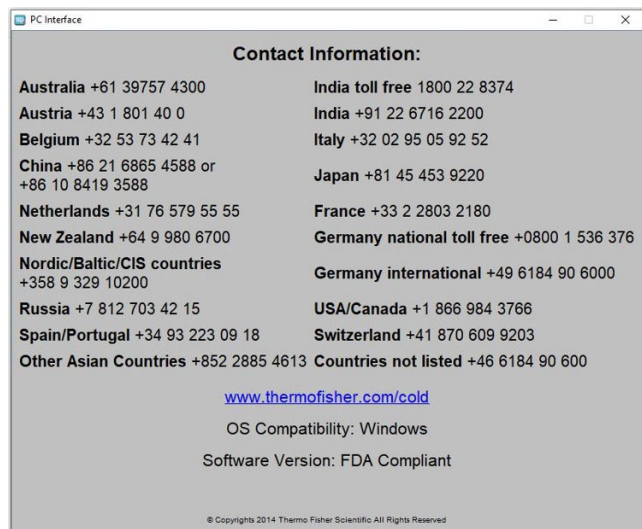 PC Interface
Contact Information:
Australia +61 39757 4300
India toll free 1800 22 8374
Austria +43 1 801 40 0
India +91 22 6716 2200
Belgium +32 53 73 42 41
Italy +32 02 95 05 92 52
China +86 21 6865 4588 or
+86 10 8419 3588
Japan +81 45 453 9220
Netherlands +31 76 579 55 55
France +33 2 2803 2180
New Zealand +64 9 980 6700
Germany national toll free +0800 1 536 376
Nordic/Baltic/CIS countries
+358 9 329 10200
Germany international +49 6184 90 6000
Russia +7 812 703 42 15
USA/Canada +1 866 984 3766
Spain/Portugal +34 93 223 09 18
Switzerland +41 870 609 9203
Other Asian Countries +852 2885 4613
Countries not listed +46 6184 90 600
www.thermofisher.com/cold
OS Compatibility: Windows
Software Version: FDA Compliant
© Copyrights 2014 Thermo Fisher Scientific All Rights Reserved